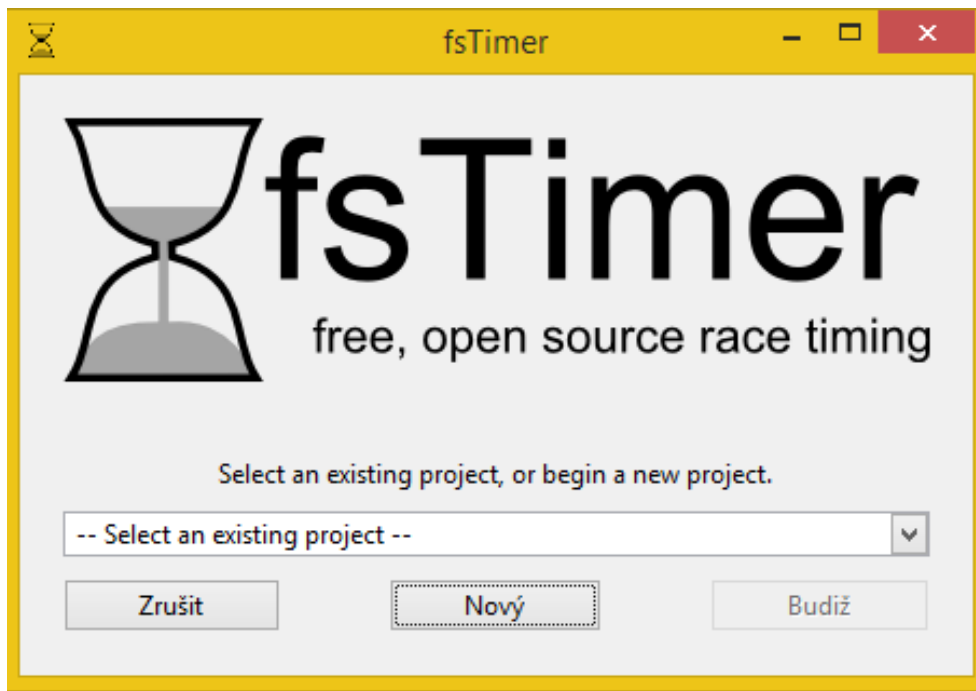 fsTimer
fsTimer
free, open source race timing
Select an existing project, or begin a new project.
-- Select an existing project --
Zrušit Nový Budiž